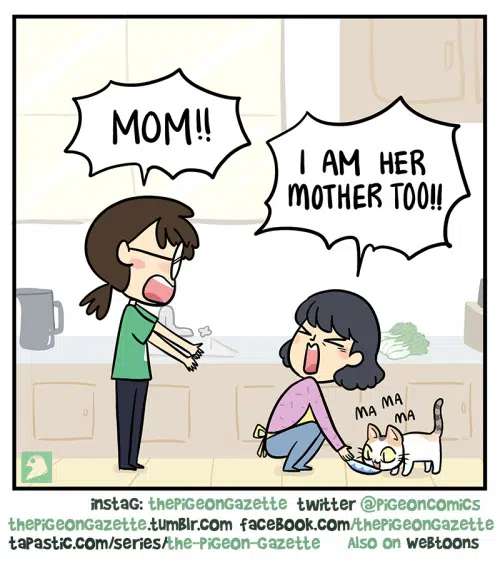 MOM!!
I AM HER
MOTHER TOO!!
MA MA
MA
instaG: thePiGeonGazette twitter @PiGeonComics
thePiGeonGazette.tumBlr.com faceBook.com/thePiGeonGazette
taPastic.com/series/the-PiGeon-Gazette Also on weBtoons